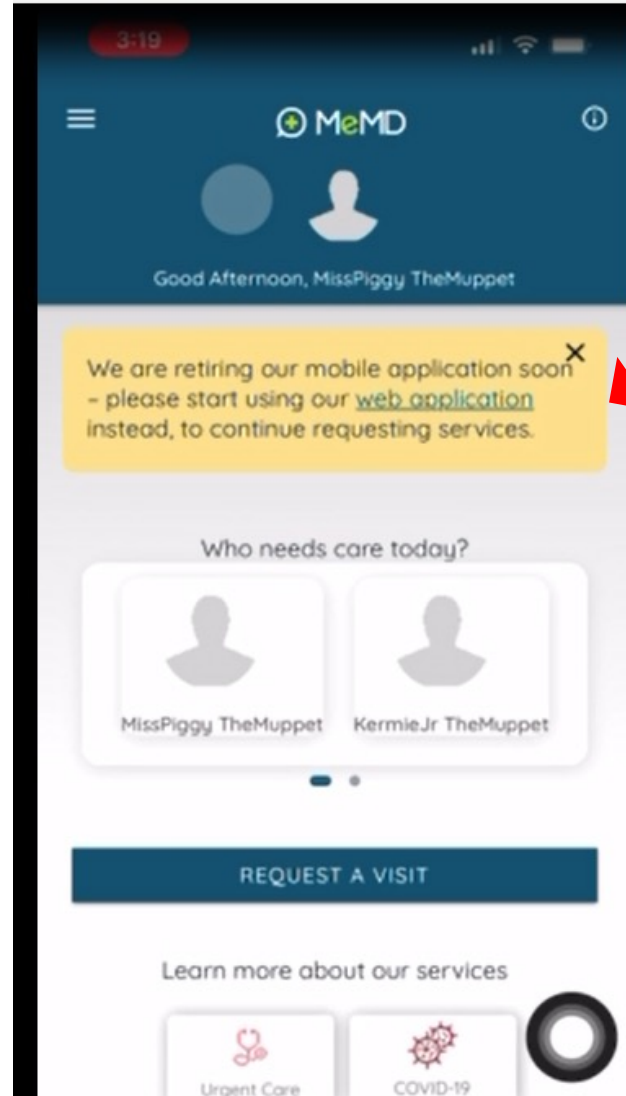 3:19
MeMD
Good Afternoon, MissPiggy TheMuppet
We are retiring our mobile application soon
– please start using our web application
instead, to continue requesting services.
Who needs care today?
MissPiggy TheMuppet KermieJr TheMuppet
REQUEST A VISIT
Learn more about our services
Urgent Care COVID-19